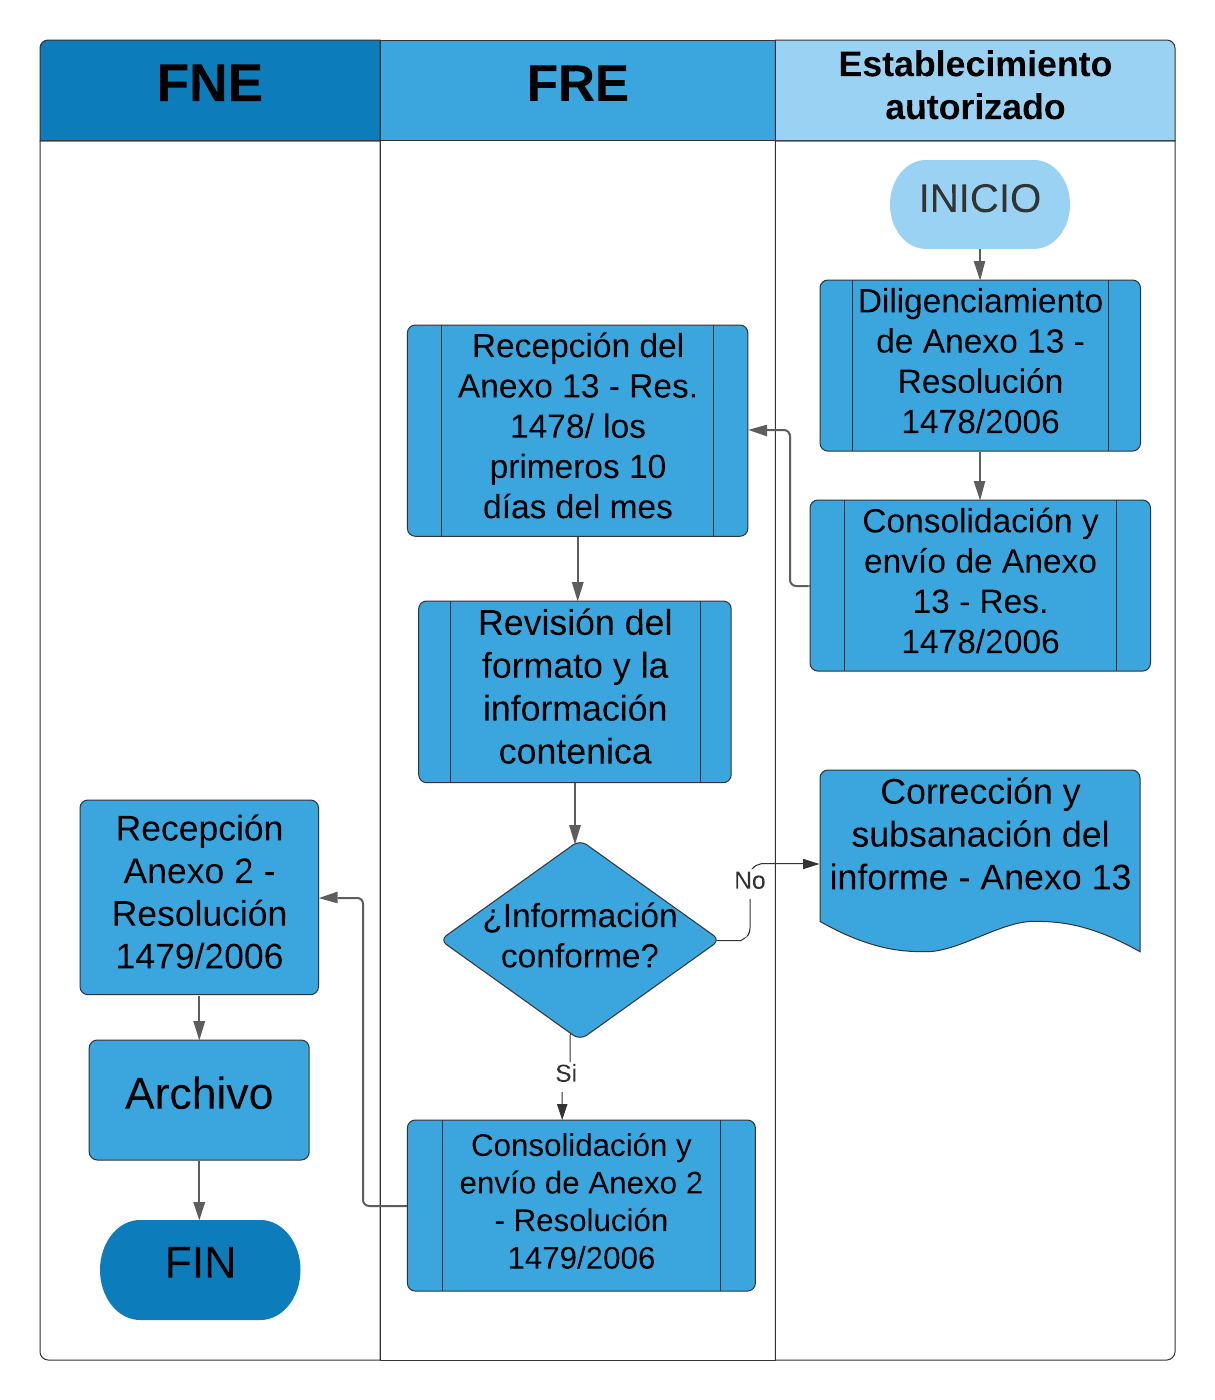 FNE
FRE
Establecimiento
autorizado
INICIO
Diligenciamiento
de Anexo 13 -
Resolución
1478/2006
Consolidación y
envío de Anexo
13 - Res.
1478/2006
Recepción del
Anexo 13 - Res.
1478/ los
primeros 10
días del mes
Revisión del
formato y la
información
contenica
¿Información
conforme?
No
Corrección y
subsanación del
informe - Anexo 13
Si
Consolidación y
envío de Anexo 2
- Resolución
1479/2006
Recepción
Anexo 2 -
Resolución
1479/2006
Archivo
FIN